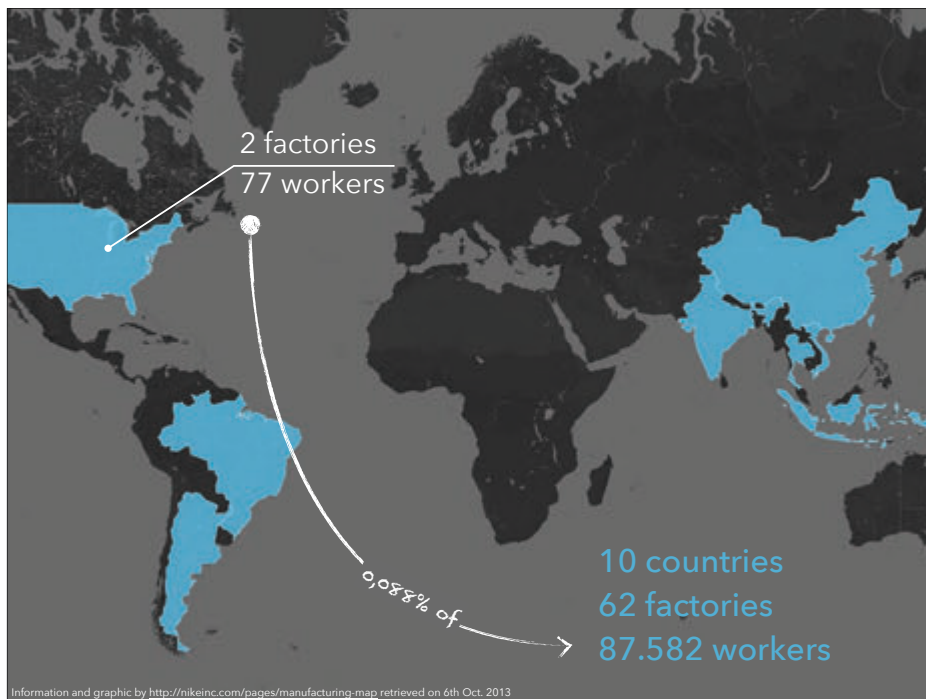 2 factories
77 workers
0,088% of
10 countries
62 factories
87.582 workers
Information and graphic by http://nikeinc.com/pages/manufacturing-map retrieved on 6th Oct. 2013